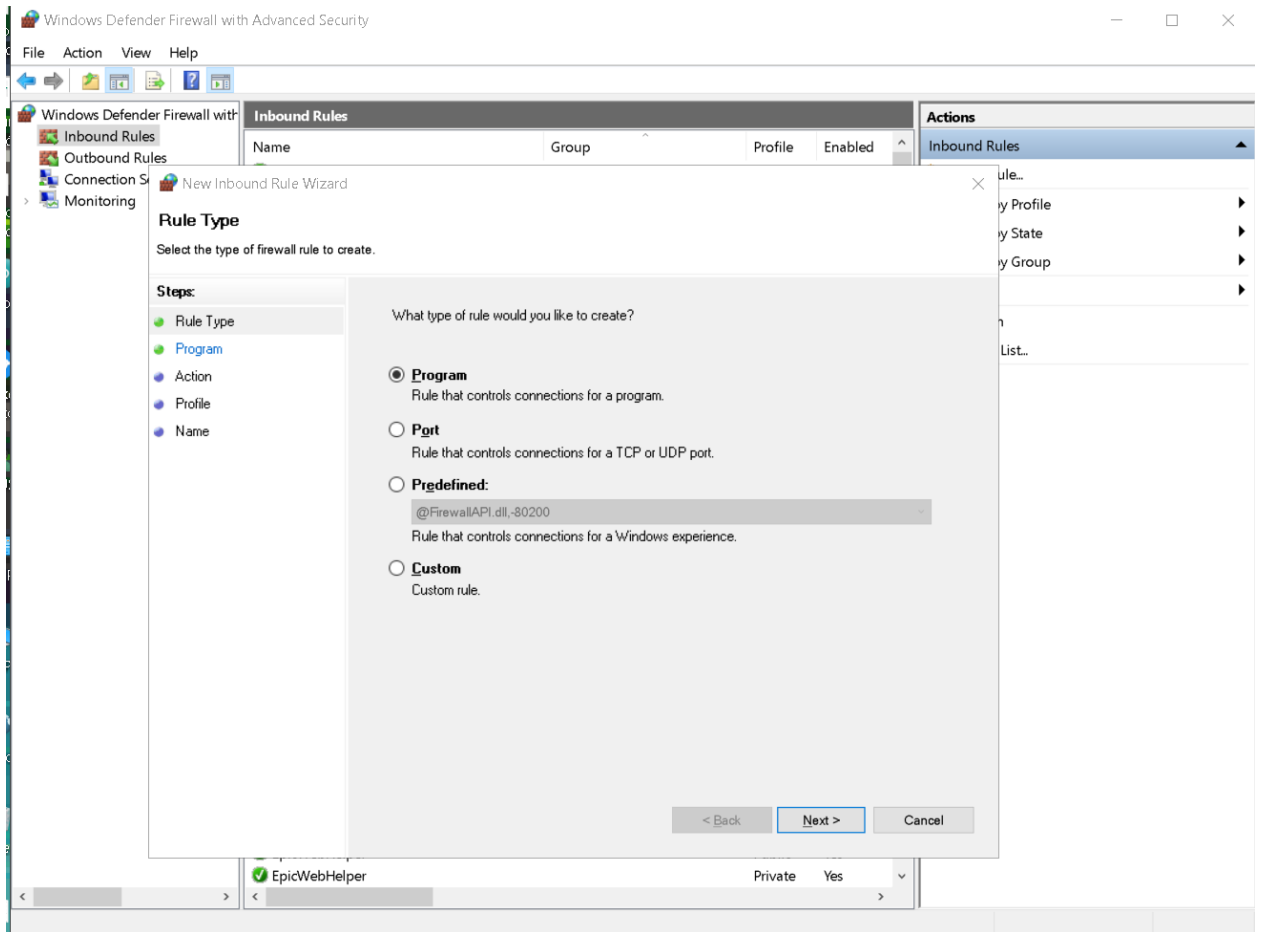 Windows Defender Firewall with Advanced Security
File Action View Help
Windows Defender Firewall with
Inbound Rules
Outbound Rules
Connection S
Monitoring
Inbound Rules
Name Group Profile Enabled
Actions
Inbound Rules
ule...
by Profile
by State
by Group
n
List...
New Inbound Rule Wizard
Rule Type
Select the type of firewall rule to create.
Steps:
Rule Type
Program
Action
Profile
Name
What type of rule would you like to create?
Program
Rule that controls connections for a program.
Port
Rule that controls connections for a TCP or UDP port.
Predefined:
@FirewallAPI.dll,-80200
Rule that controls connections for a Windows experience.
Custom
Custom rule.
< Back Next > Cancel
EpicWebHelper Private Yes